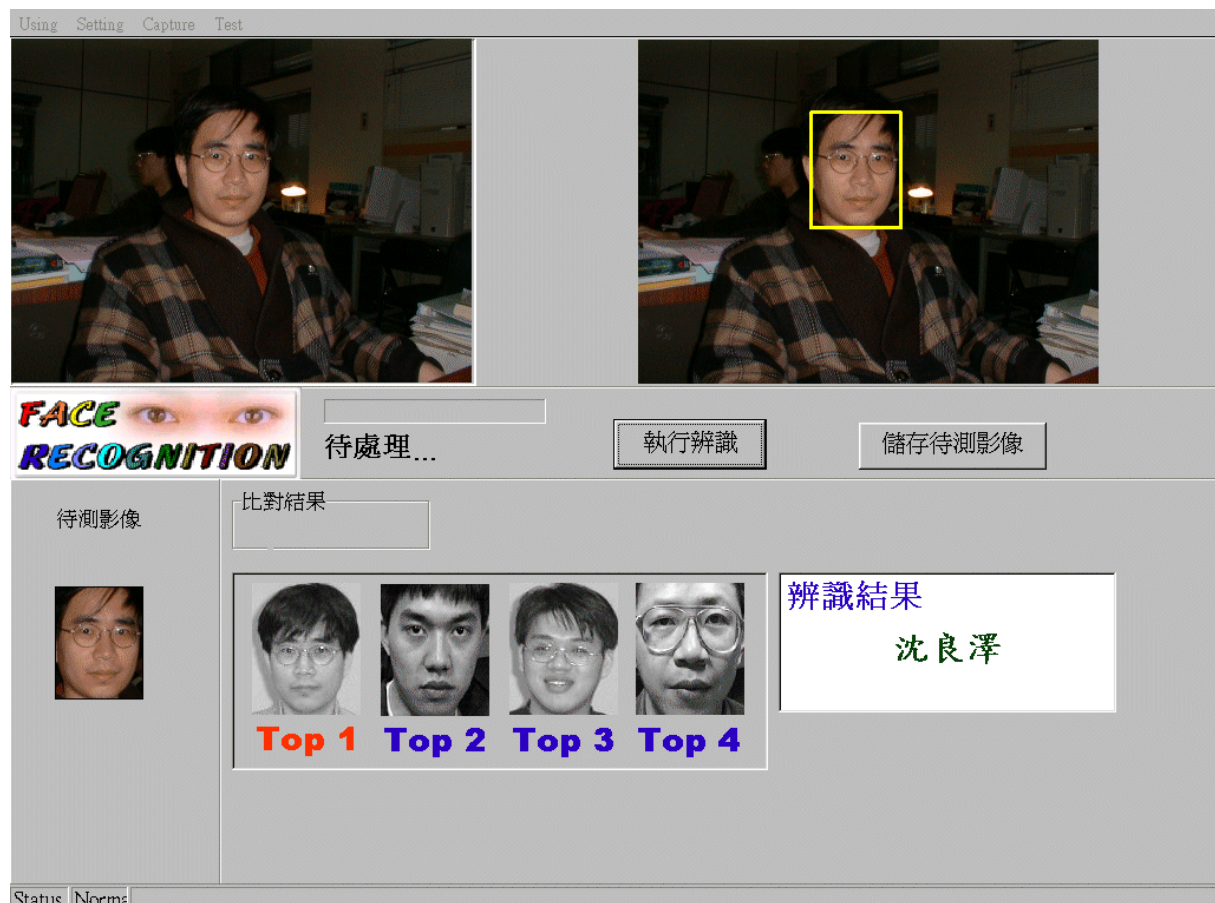 Using Setting Capture Test
FACE
RECOGNITION
待處理...
執行辨識
儲存待測影像
待測影像
比對結果
Top 1 Top 2 Top 3 Top 4
辨識結果
沈良澤
Status Norma